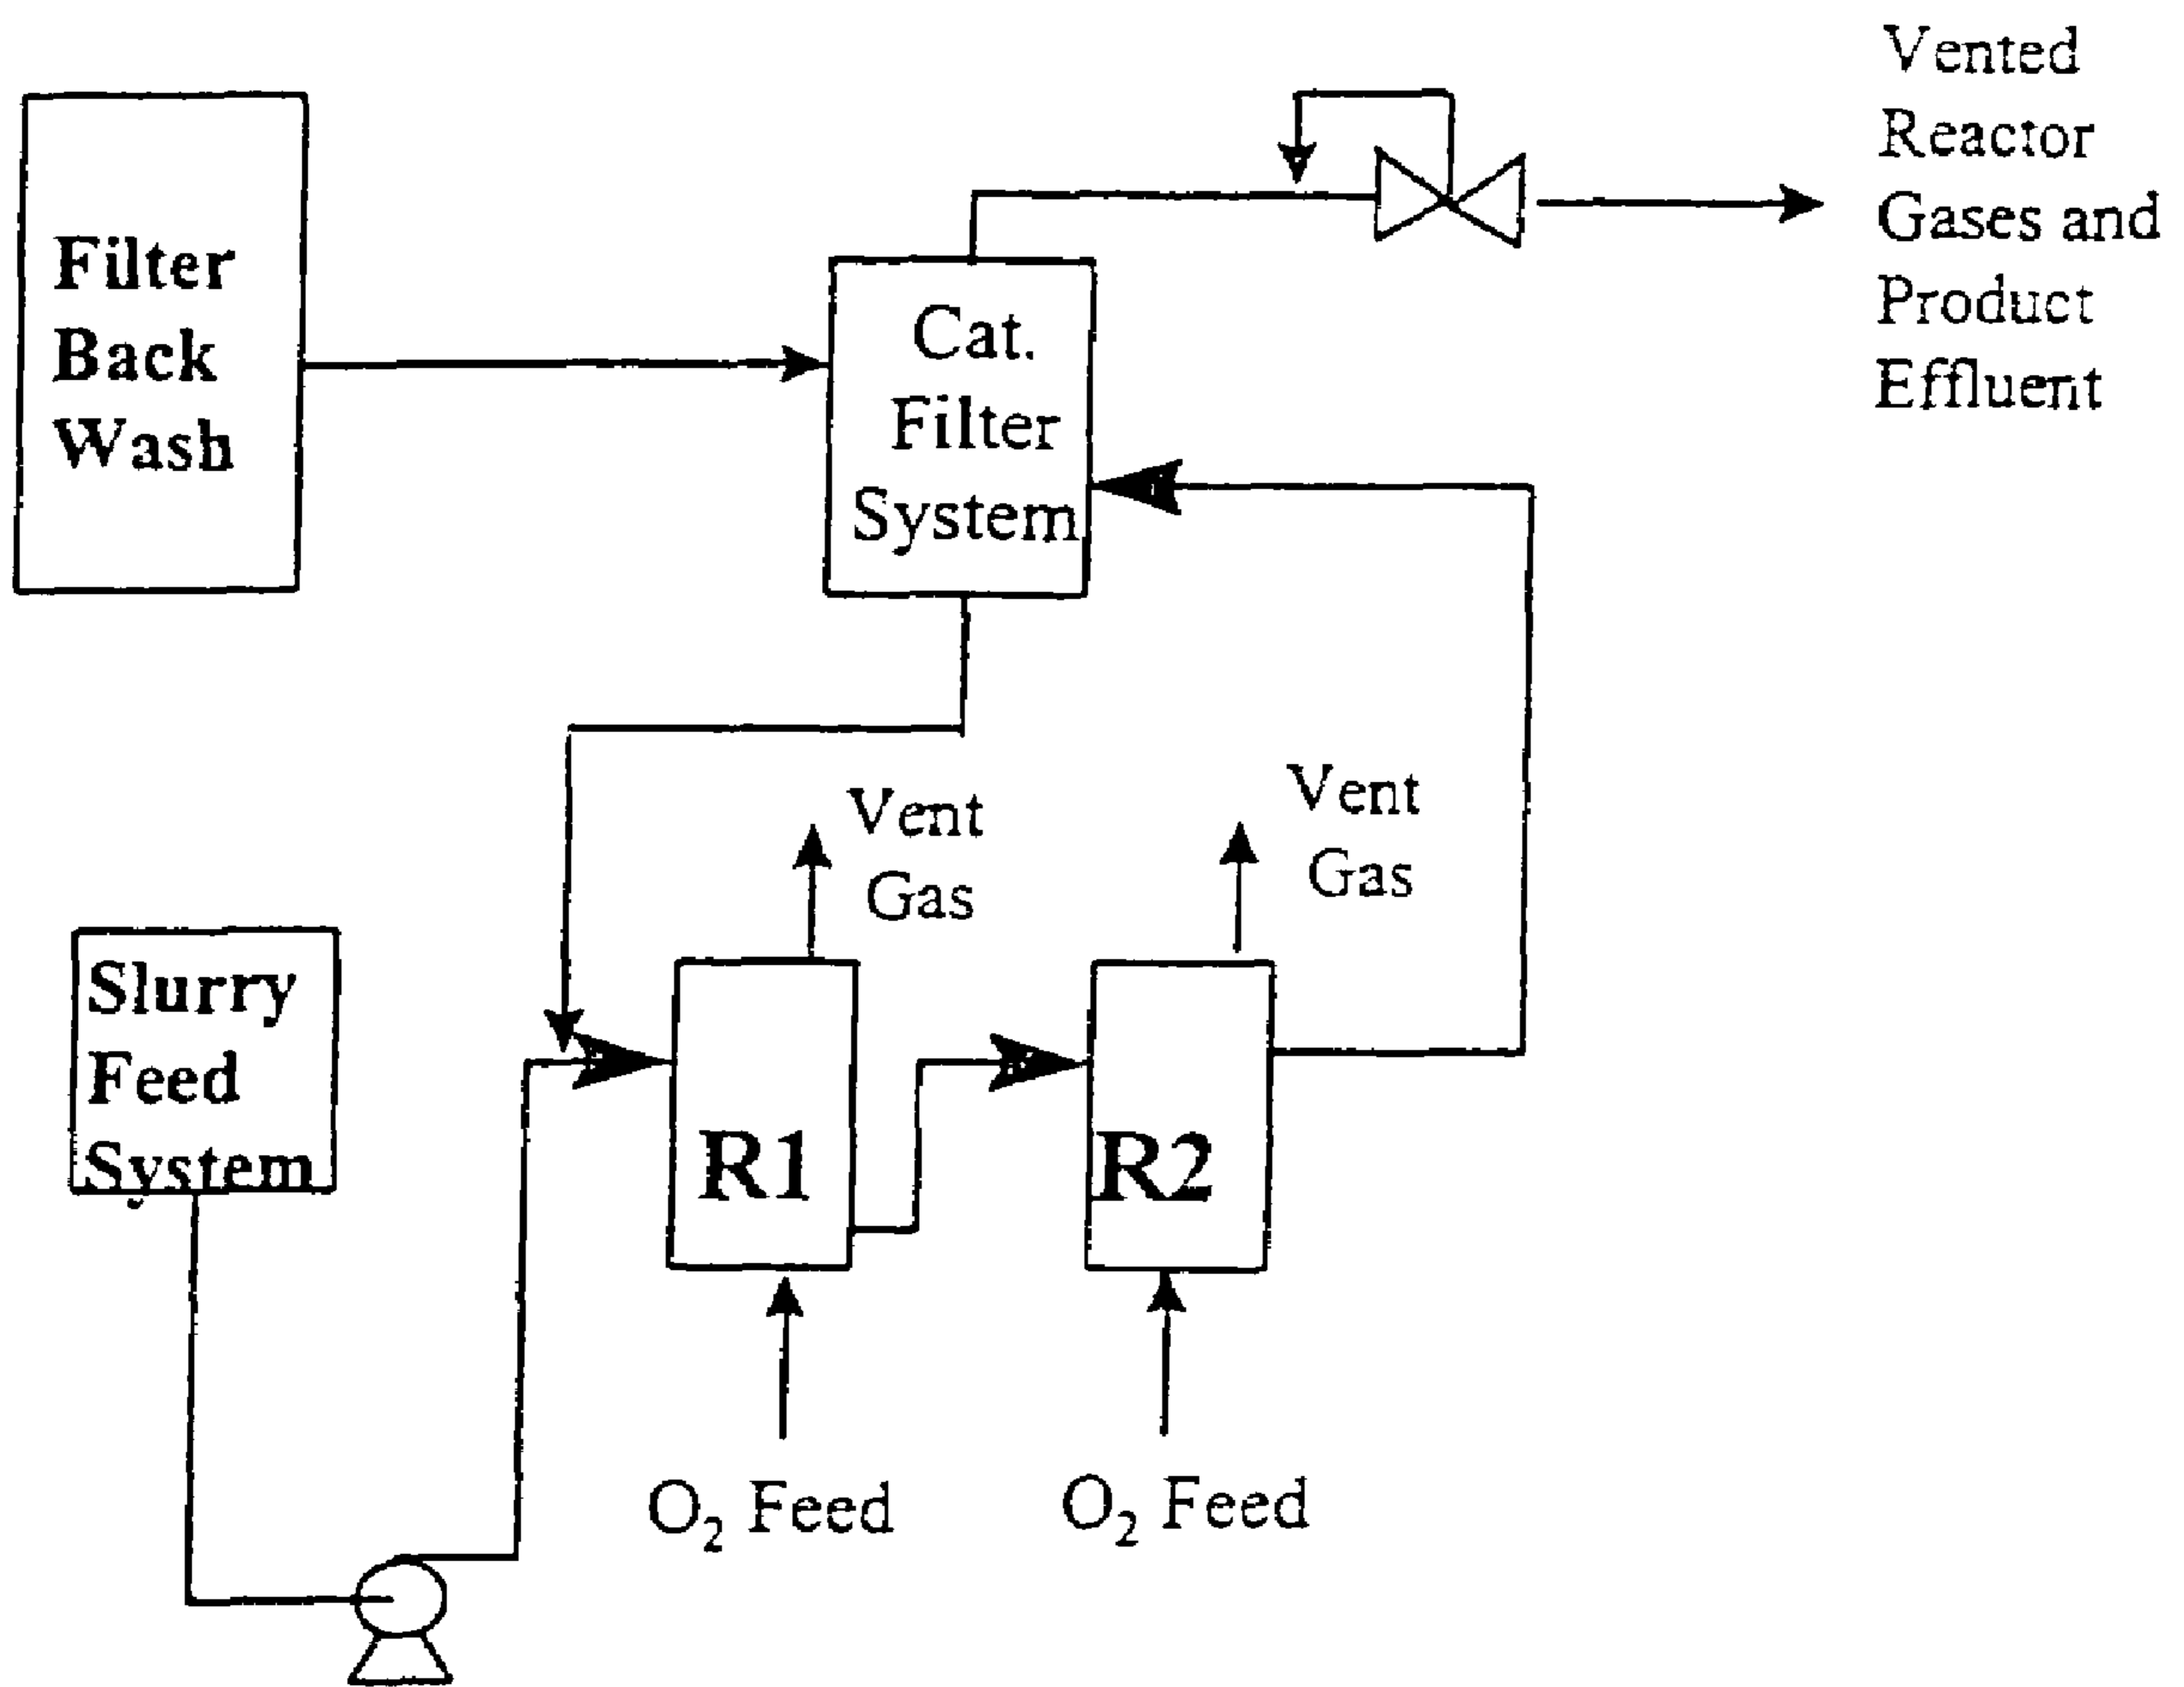 Vented
Reactor
Gases and
Product
Effluent
Filter
Back
Wash
Cat.
Filter
System
Vent
Gas
Vent
Gas
Slurry
Feed
System
R1
R2
O₂ Feed
O₂ Feed